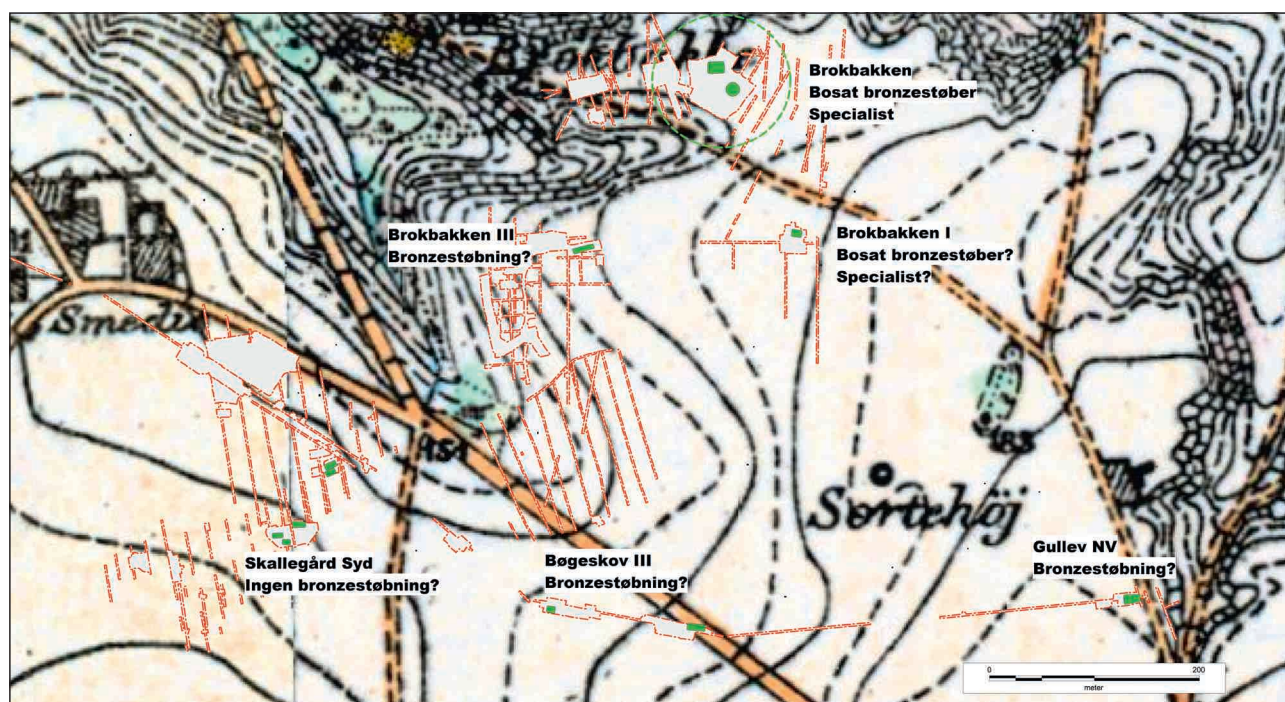 Brokbakken
Bosat bronzestøber
Specialist
Brokbakken III
Bronzestøbning?
Brokbakken I
Bosat bronzestøber?
Specialist?
Sortehöj
Skallegård Syd
Ingen bronzestøbning?
Bøgeskov III
Bronzestøbning?
Gullev NV
Bronzestøbning?
0 200
meter